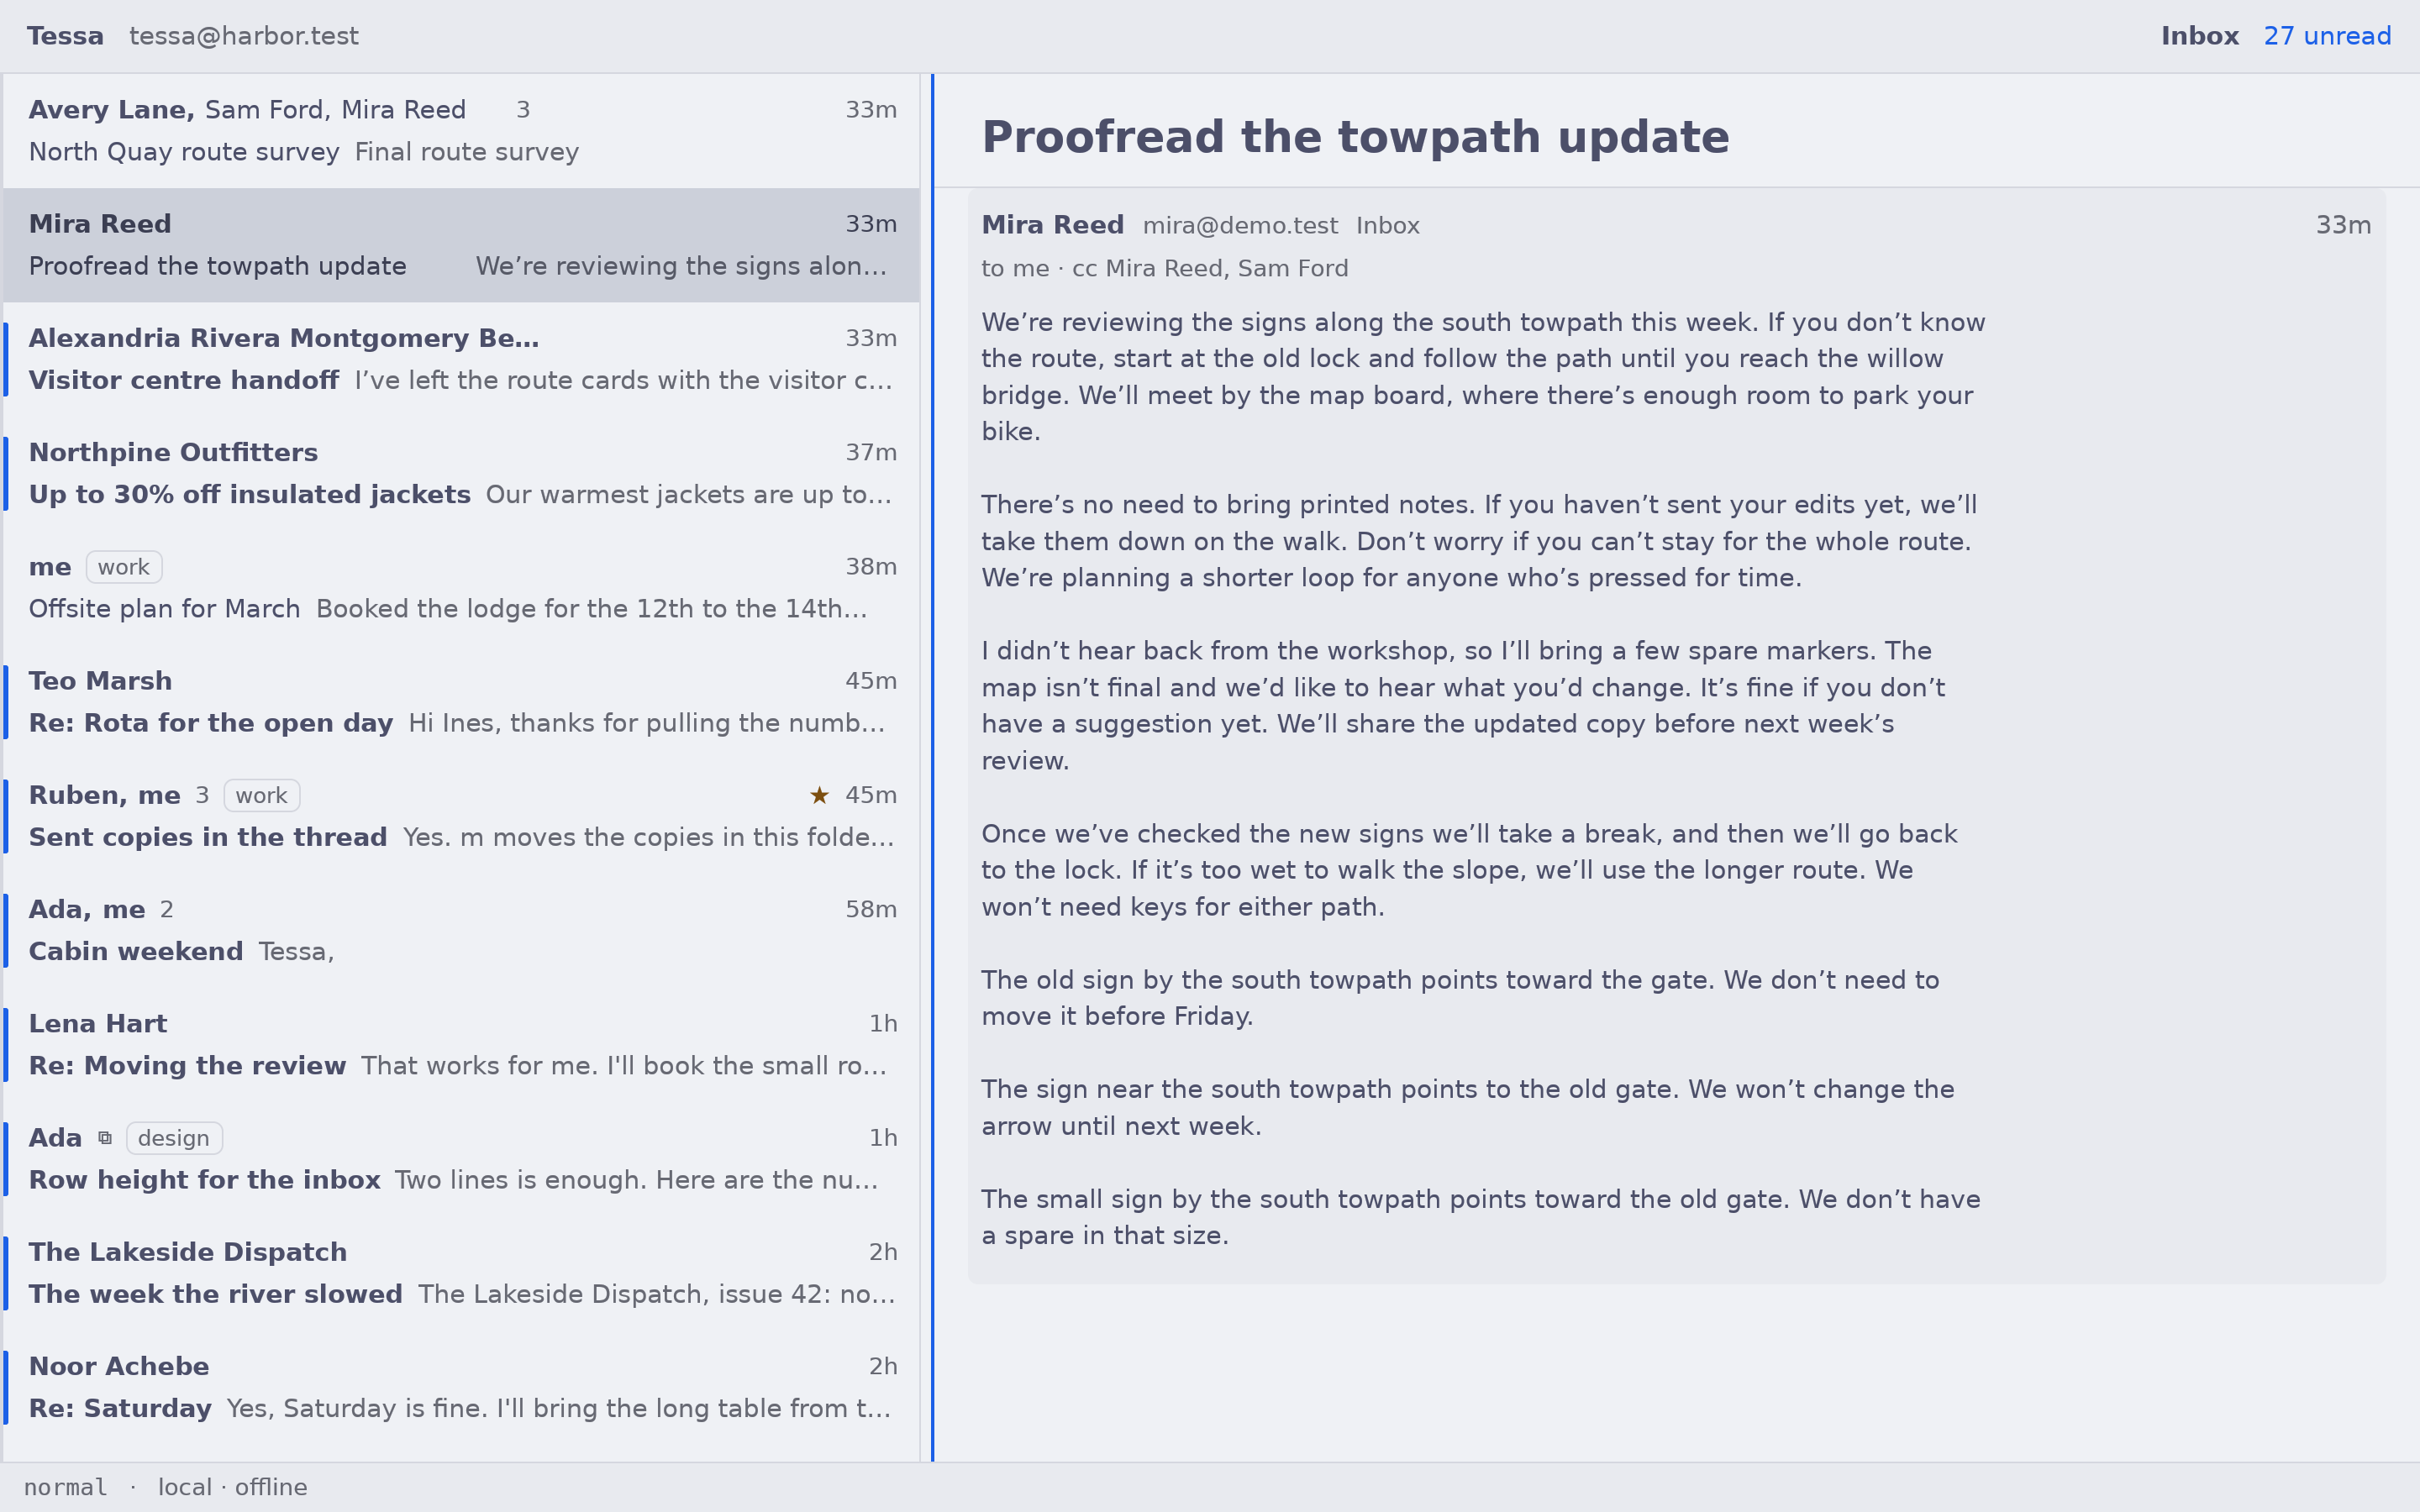 Tessa tessa@harbor.test
Inbox 27 unread
Avery Lane, Sam Ford, Mira Reed 3 33m
North Quay route survey Final route survey
Mira Reed 33m
Proofread the towpath update We’re reviewing the signs alon…
Alexandria Rivera Montgomery Be… 33m
Visitor centre handoff I’ve left the route cards with the visitor c…
Northpine Outfitters 37m
Up to 30% off insulated jackets Our warmest jackets are up to…
me work 38m
Offsite plan for March Booked the lodge for the 12th to the 14th…
Teo Marsh 45m
Re: Rota for the open day Hi Ines, thanks for pulling the numb…
Ruben, me 3 work ★ 45m
Sent copies in the thread Yes. m moves the copies in this folde…
Ada, me 2 58m
Cabin weekend Tessa,
Lena Hart 1h
Re: Moving the review That works for me. I'll book the small ro…
Ada ⧉ design 1h
Row height for the inbox Two lines is enough. Here are the nu…
The Lakeside Dispatch 2h
The week the river slowed The Lakeside Dispatch, issue 42: no…
Noor Achebe 2h
Re: Saturday Yes, Saturday is fine. I'll bring the long table from t…
Proofread the towpath update
Mira Reed mira@demo.test Inbox 33m
to me · cc Mira Reed, Sam Ford
We’re reviewing the signs along the south towpath this week. If you don’t know
the route, start at the old lock and follow the path until you reach the willow
bridge. We’ll meet by the map board, where there’s enough room to park your
bike.
There’s no need to bring printed notes. If you haven’t sent your edits yet, we’ll
take them down on the walk. Don’t worry if you can’t stay for the whole route.
We’re planning a shorter loop for anyone who’s pressed for time.
I didn’t hear back from the workshop, so I’ll bring a few spare markers. The
map isn’t final and we’d like to hear what you’d change. It’s fine if you don’t
have a suggestion yet. We’ll share the updated copy before next week’s
review.
Once we’ve checked the new signs we’ll take a break, and then we’ll go back
to the lock. If it’s too wet to walk the slope, we’ll use the longer route. We
won’t need keys for either path.
The old sign by the south towpath points toward the gate. We don’t need to
move it before Friday.
The sign near the south towpath points to the old gate. We won’t change the
arrow until next week.
The small sign by the south towpath points toward the old gate. We don’t have
a spare in that size.
normal · local · offline